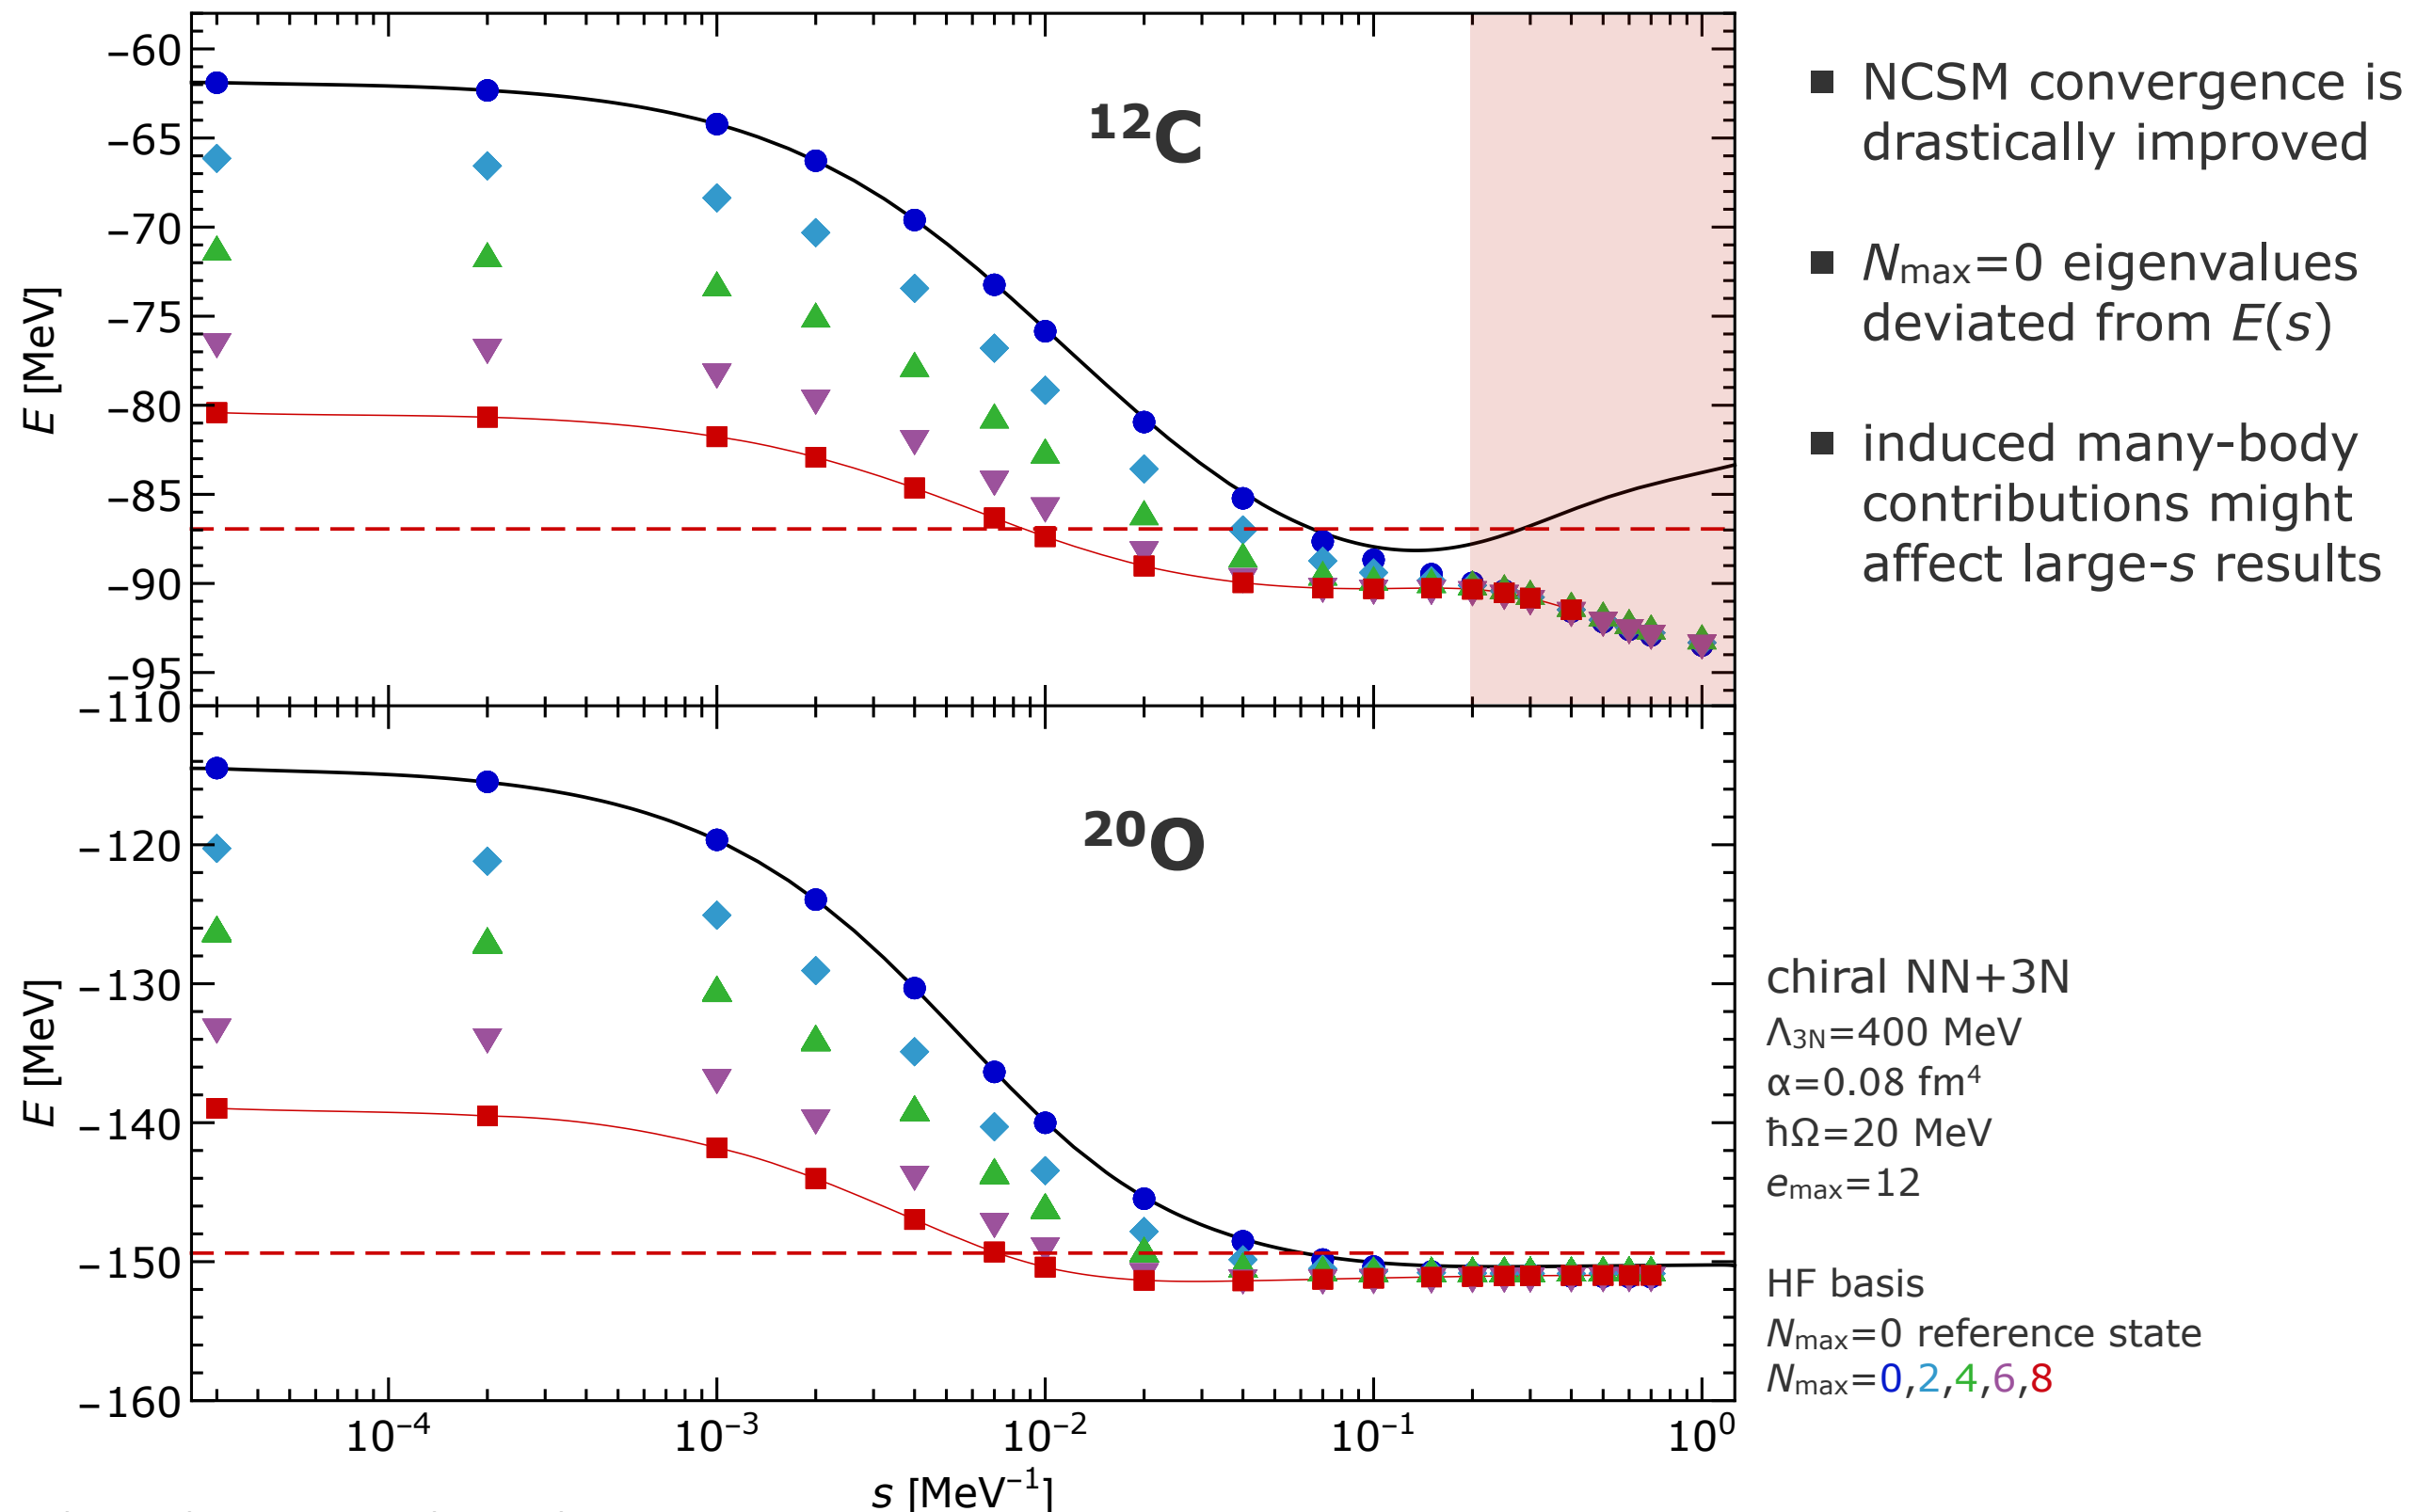 −60
−65
−70
−75
−80
−85
−90
−95
E [MeV]
¹²C
−110
−120
−130
−140
−150
−160
E [MeV]
²⁰O
10⁻⁴ 10⁻³ 10⁻² 10⁻¹ 10⁰
s [MeV⁻¹]
■ NCSM convergence is
drastically improved
■ Nmax=0 eigenvalues
deviated from E(s)
■ induced many-body
contributions might
affect large-s results
chiral NN+3N
Λ3N=400 MeV
α=0.08 fm⁴
ħΩ=20 MeV
emax=12
HF basis
Nmax=0 reference state
Nmax=0,2,4,6,8